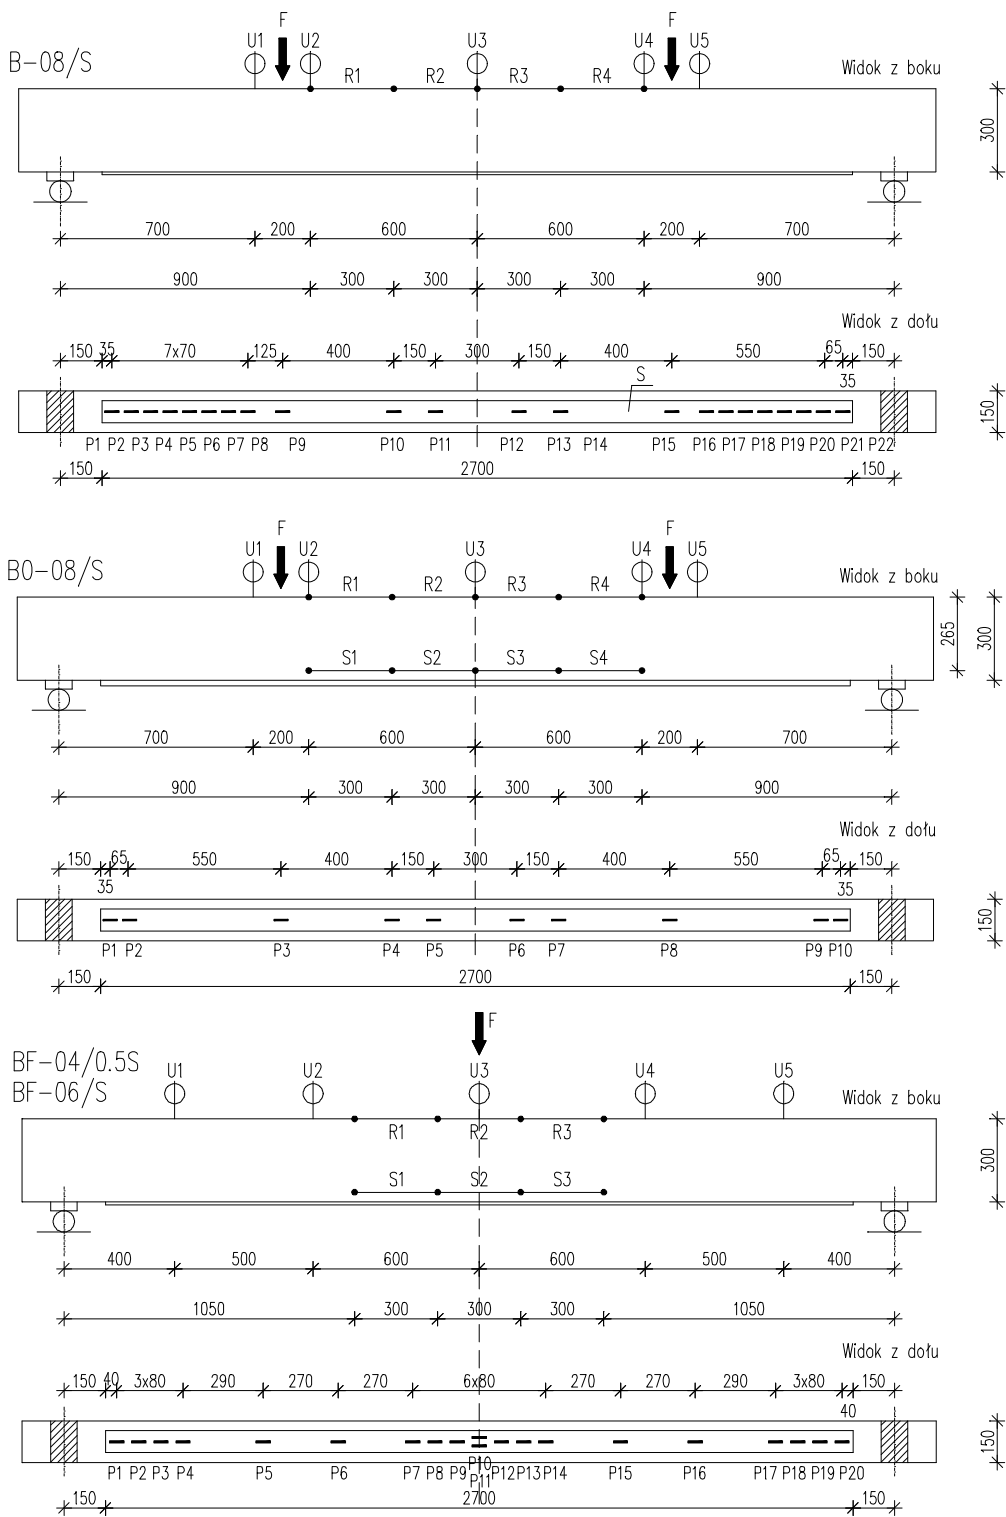 F F
U1 U2 U3 U4 U5
B-08/S
Widok z boku
R1 R2 R3 R4
300
700 200 600 600 200 700
900 300 300 300 300 900
Widok z dołu
150 35 7x70 125 400 150 300 150 400 550 65 150
S 35
150
P1 P2 P3 P4 P5 P6 P7 P8 P9 P10 P11 P12 P13 P14 P15 P16 P17 P18 P19 P20 P21 P22
150 2700 150
F F
U1 U2 U3 U4 U5
B0-08/S
Widok z boku
R1 R2 R3 R4
265 300
S1 S2 S3 S4
700 200 600 600 200 700
900 300 300 300 300 900
Widok z dołu
150 65 550 400 150 300 150 400 550 65 150
35 35
150
P1 P2 P3 P4 P5 P6 P7 P8 P9 P10
150 2700 150
F
BF-04/0.5S
U1 U2 U3 U4 U5
BF-06/S
Widok z boku
R1 R2 R3
300
S1 S2 S3
400 500 600 600 500 400
1050 300 300 300 1050
Widok z dołu
150 40 3x80 290 270 270 6x80 270 270 290 3x80 150
40
150
P1 P2 P3 P4 P5 P6 P7 P8 P9 P10 P11 P12 P13 P14 P15 P16 P17 P18 P19 P20
150 2700 150